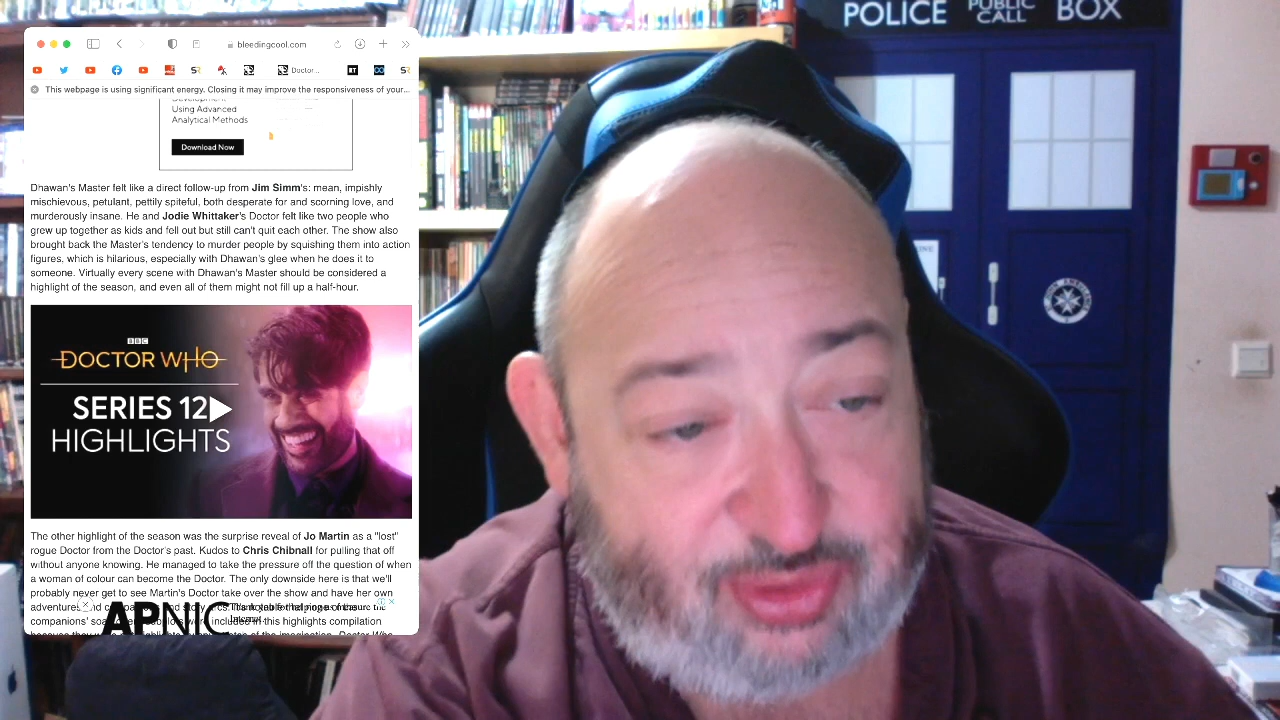 POLICE PUBLIC CALL BOX
bleedingcool.com
Doctor ...
This webpage is using significant energy. Closing it may improve the responsiveness of your...
Using Advanced
Analytical Methods
Download Now
Dhawan's Master felt like a direct follow-up from Jim Simm's: mean, impishly
mischievous, petulant, pettily spiteful, both desperate for and scorning love, and
murderously insane. He and Jodie Whittaker's Doctor felt like two people who
grew up together as kids and fell out but still can't quit each other. The show also
brought back the Master's tendency to murder people by squishing them into action
figures, which is hilarious, especially with Dhawan's glee when he does it to
someone. Virtually every scene with Dhawan's Master should be considered a
highlight of the season, and even all of them might not fill up a half-hour.
BBC
DOCTOR WHO
SERIES 12
HIGHLIGHTS
The other highlight of the season was the surprise reveal of Jo Martin as a "lost"
rogue Doctor from the Doctor's past. Kudos to Chris Chibnall for pulling that off
without anyone knowing. He managed to take the pressure off the question of when
a woman of colour can become the Doctor. The only downside here is that we'll
probably never get to see Martin's Doctor take over the show and have her own
adventures
APNIC
companions'
included in this highlights compilation